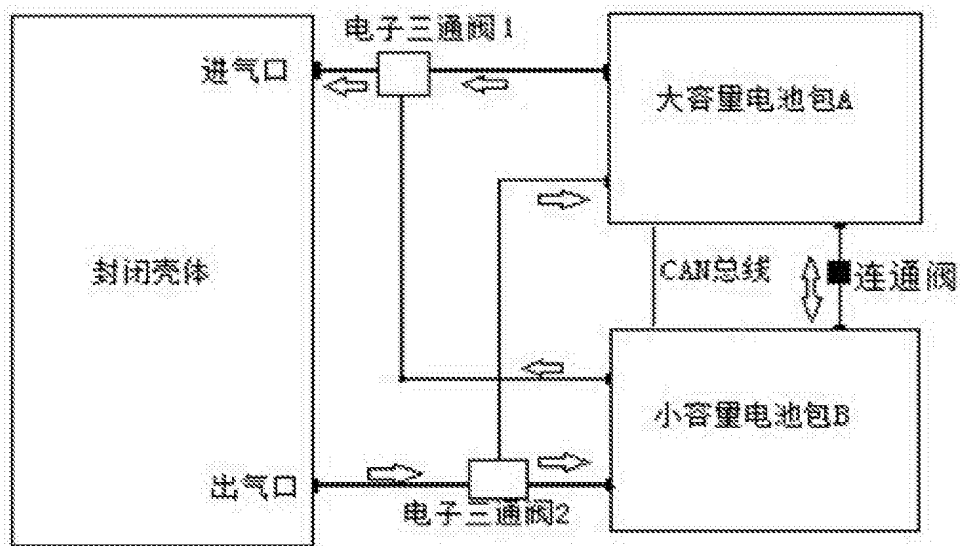 电子三通阀1
进气口
大容量电池包A
封闭壳体
CAN总线
连通阀
小容量电池包B
出气口
电子三通阀2